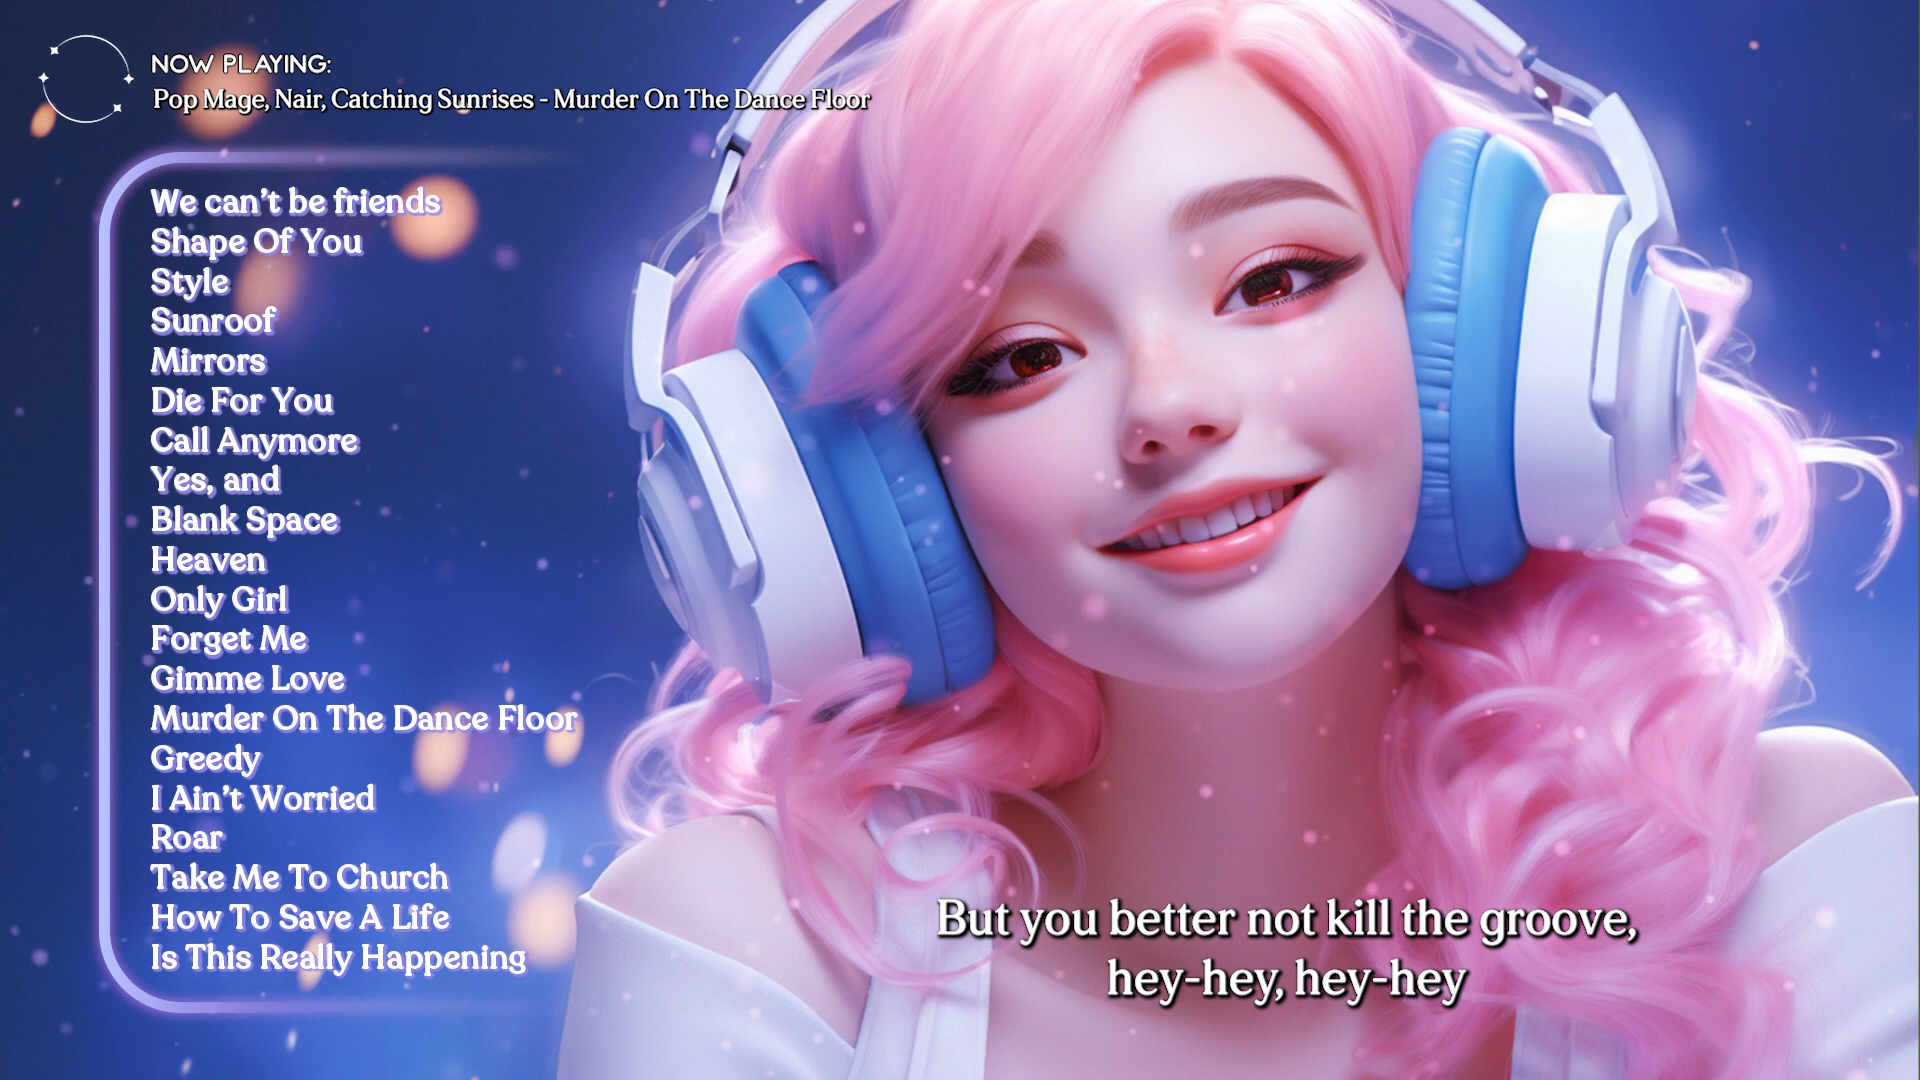 NOW PLAYING:
Pop Mage, Nair, Catching Sunrises - Murder On The Dance Floor
We can't be friends
Shape Of You
Style
Sunroof
Mirrors
Die For You
Call Anymore
Yes, and
Blank Space
Heaven
Only Girl
Forget Me
Gimme Love
Murder On The Dance Floor
Greedy
I Ain't Worried
Roar
Take Me To Church
How To Save A Life
Is This Really Happening
But you better not kill the groove,
hey-hey, hey-hey